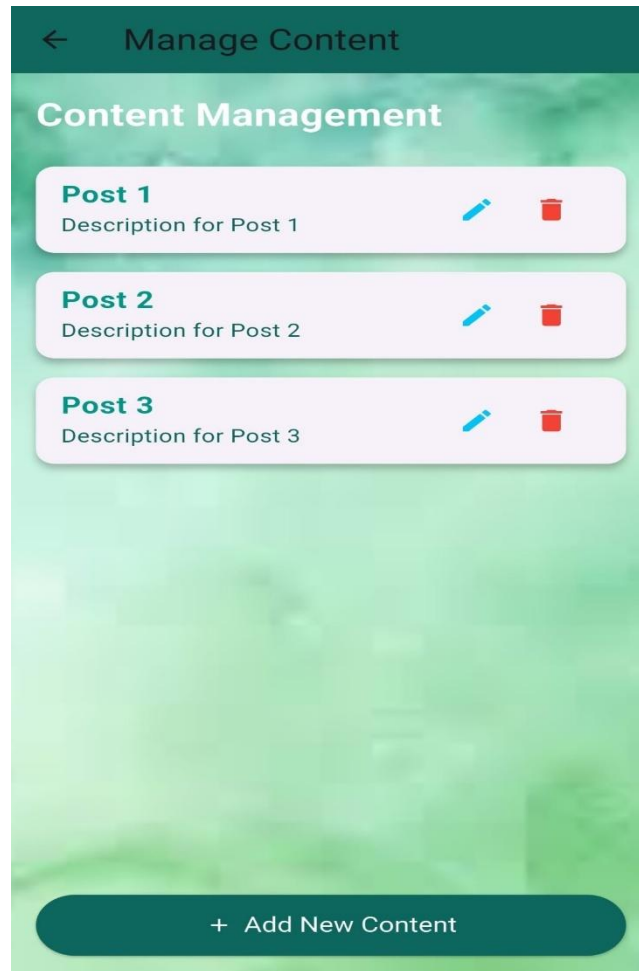 Manage Content
Content Management
Post 1
Description for Post 1
Post 2
Description for Post 2
Post 3
Description for Post 3
+ Add New Content